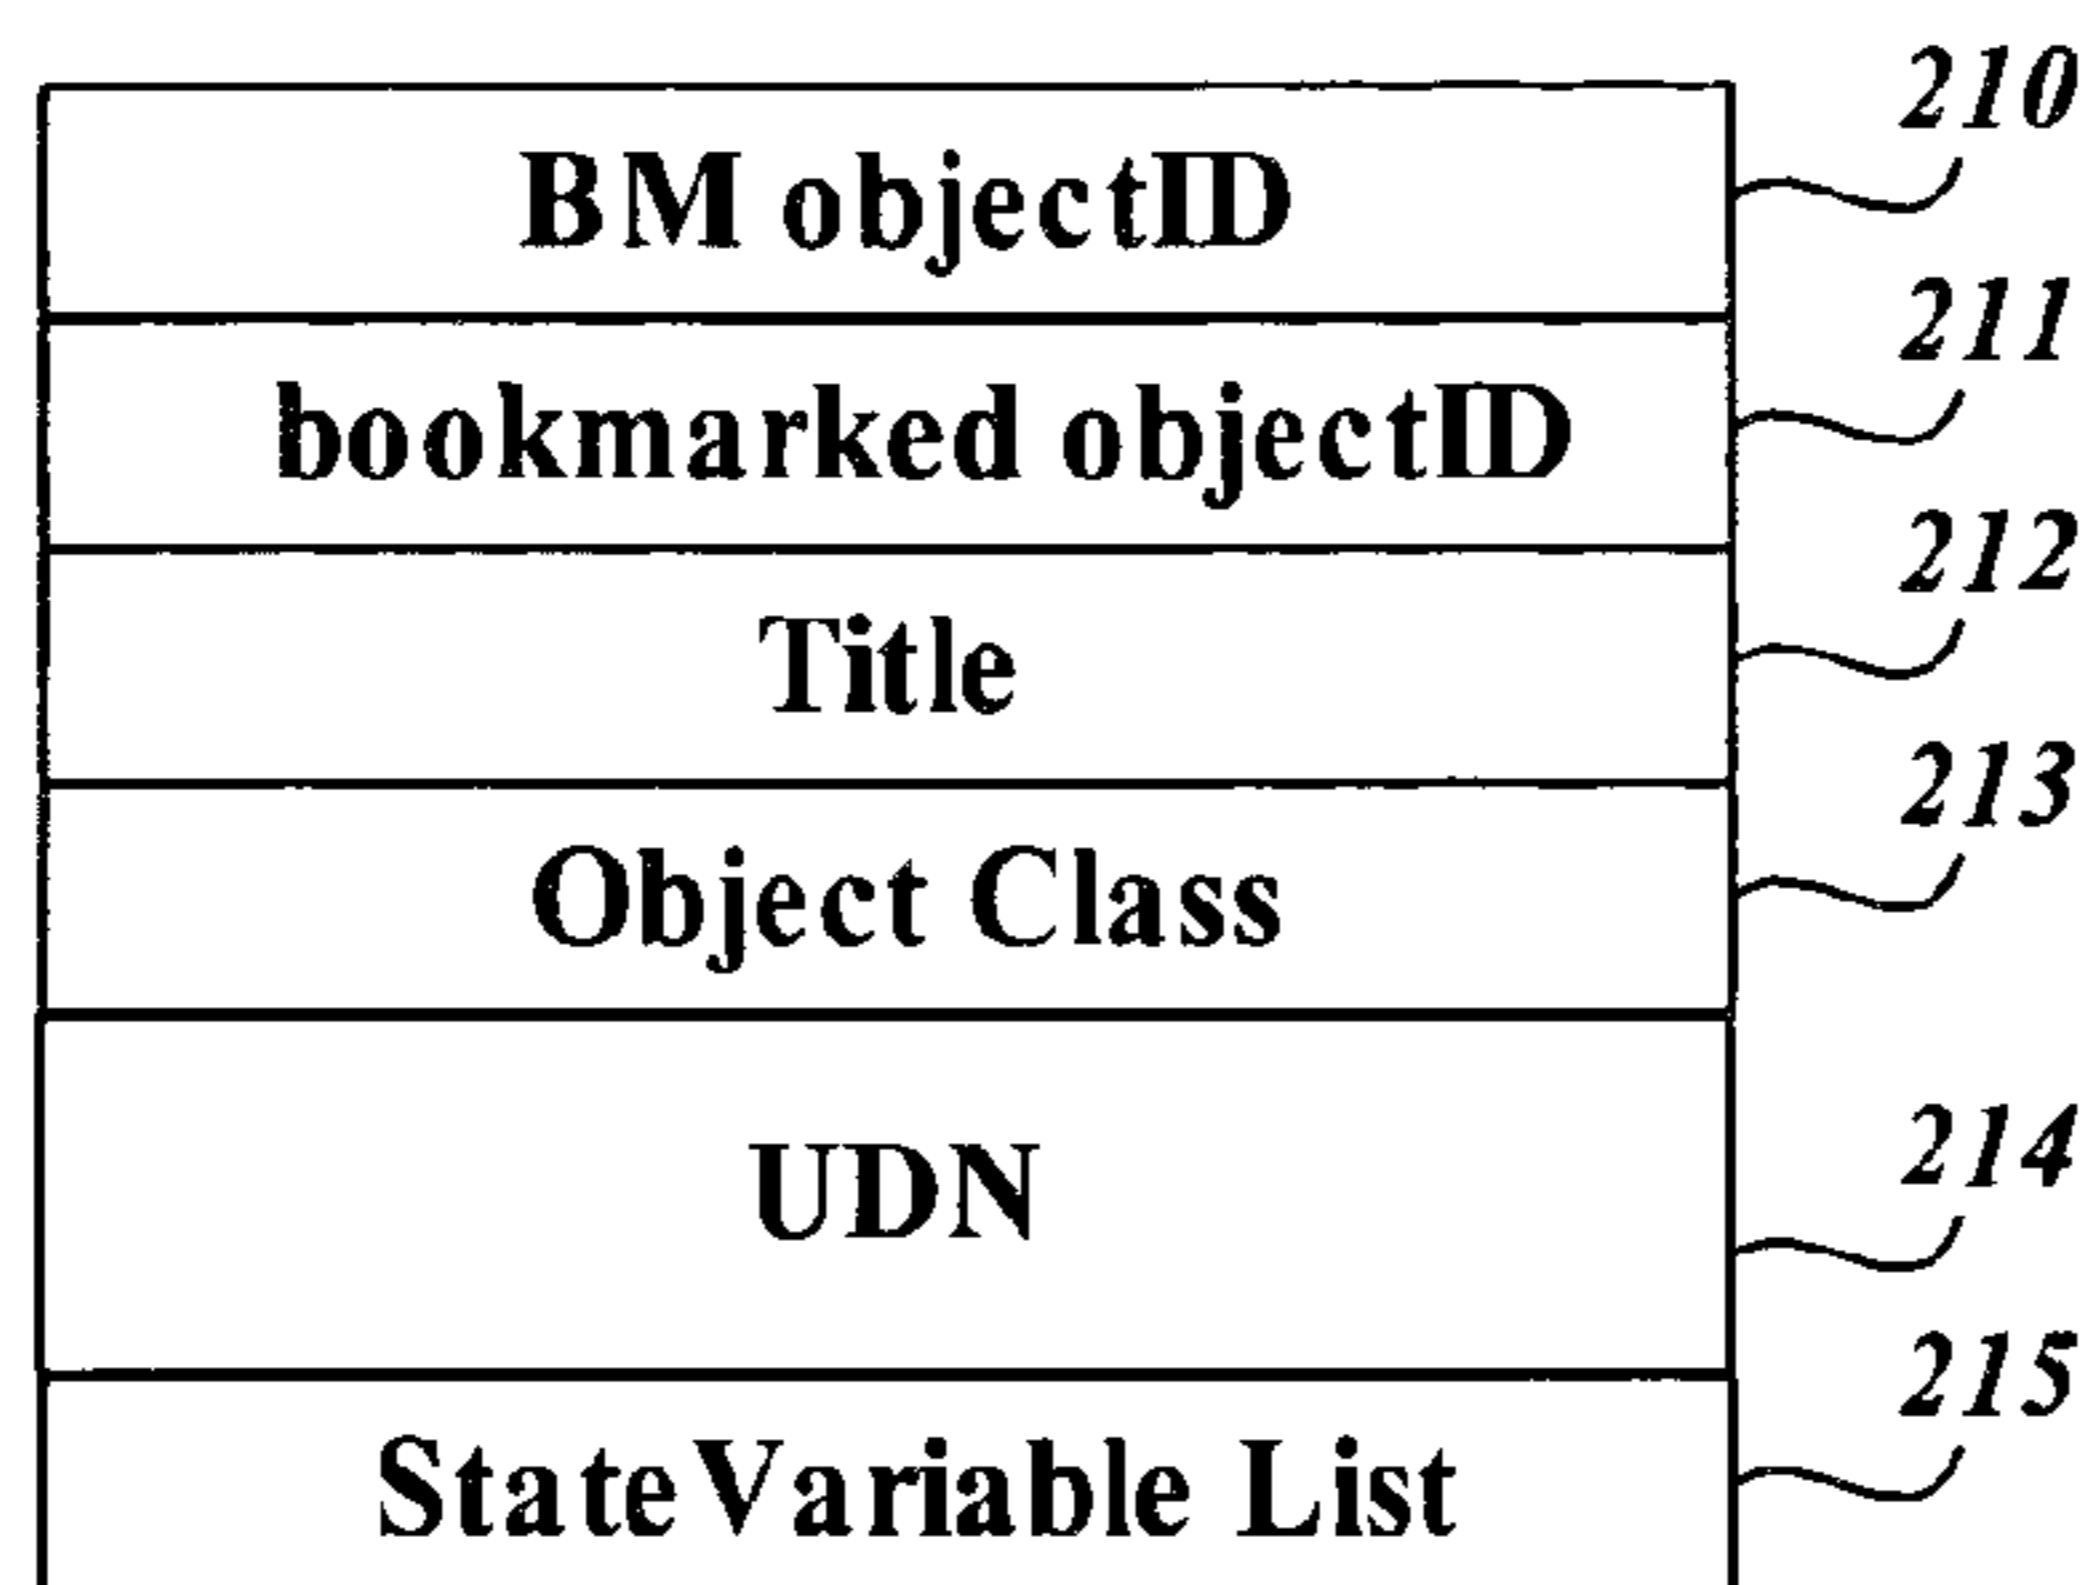 210
BM objectID
211
bookmarked objectID
212
Title
213
Object Class
214
UDN
215
StateVariable List